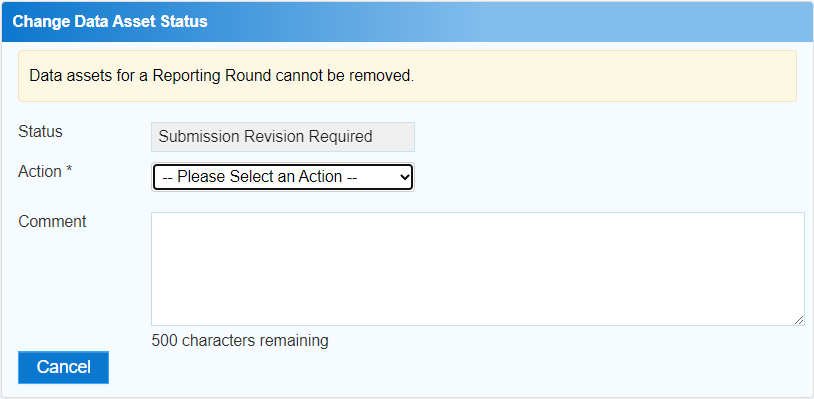 Change Data Asset Status
Data assets for a Reporting Round cannot be removed.
Status
Submission Revision Required
Action *
-- Please Select an Action --
Comment
500 characters remaining
Cancel